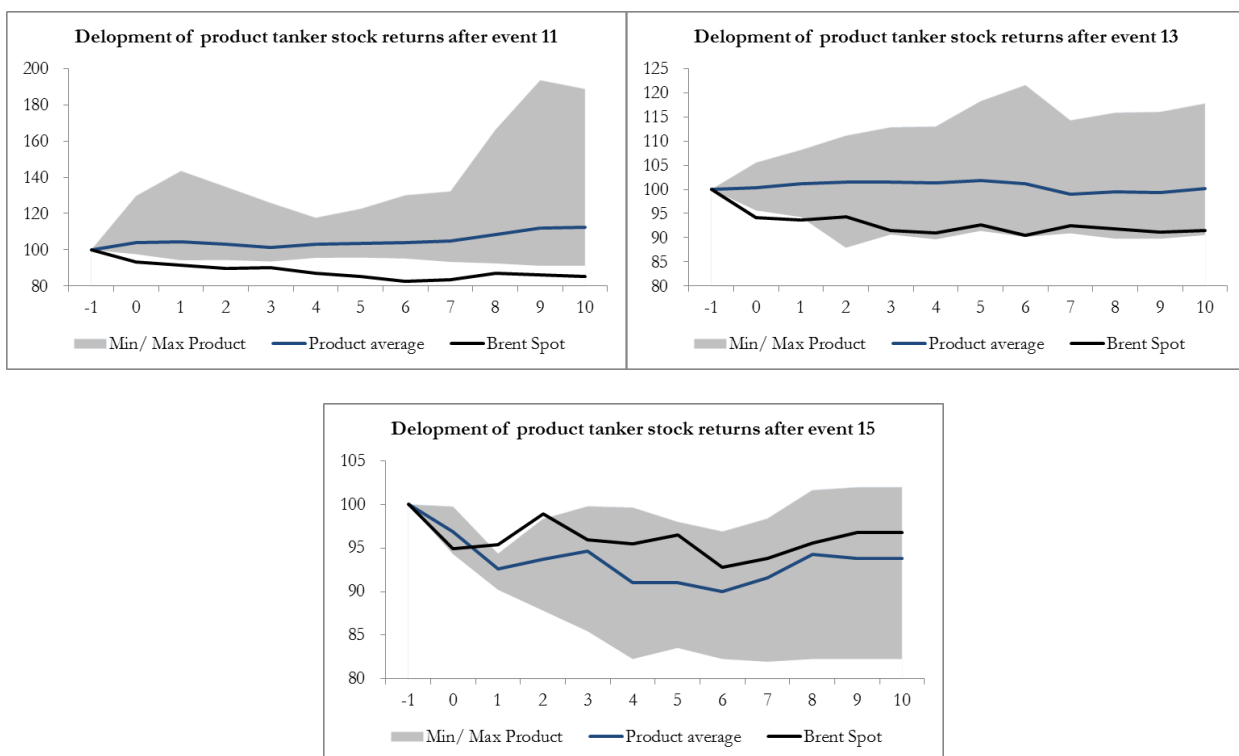 Delopment of product tanker stock returns after event 11
200
180
160
140
120
100
80
-1 0 1 2 3 4 5 6 7 8 9 10
Min/ Max Product Product average Brent Spot
Delopment of product tanker stock returns after event 13
125
120
115
110
105
100
95
90
85
80
-1 0 1 2 3 4 5 6 7 8 9 10
Min/ Max Product Product average Brent Spot
Delopment of product tanker stock returns after event 15
105
100
95
90
85
80
-1 0 1 2 3 4 5 6 7 8 9 10
Min/ Max Product Product average Brent Spot